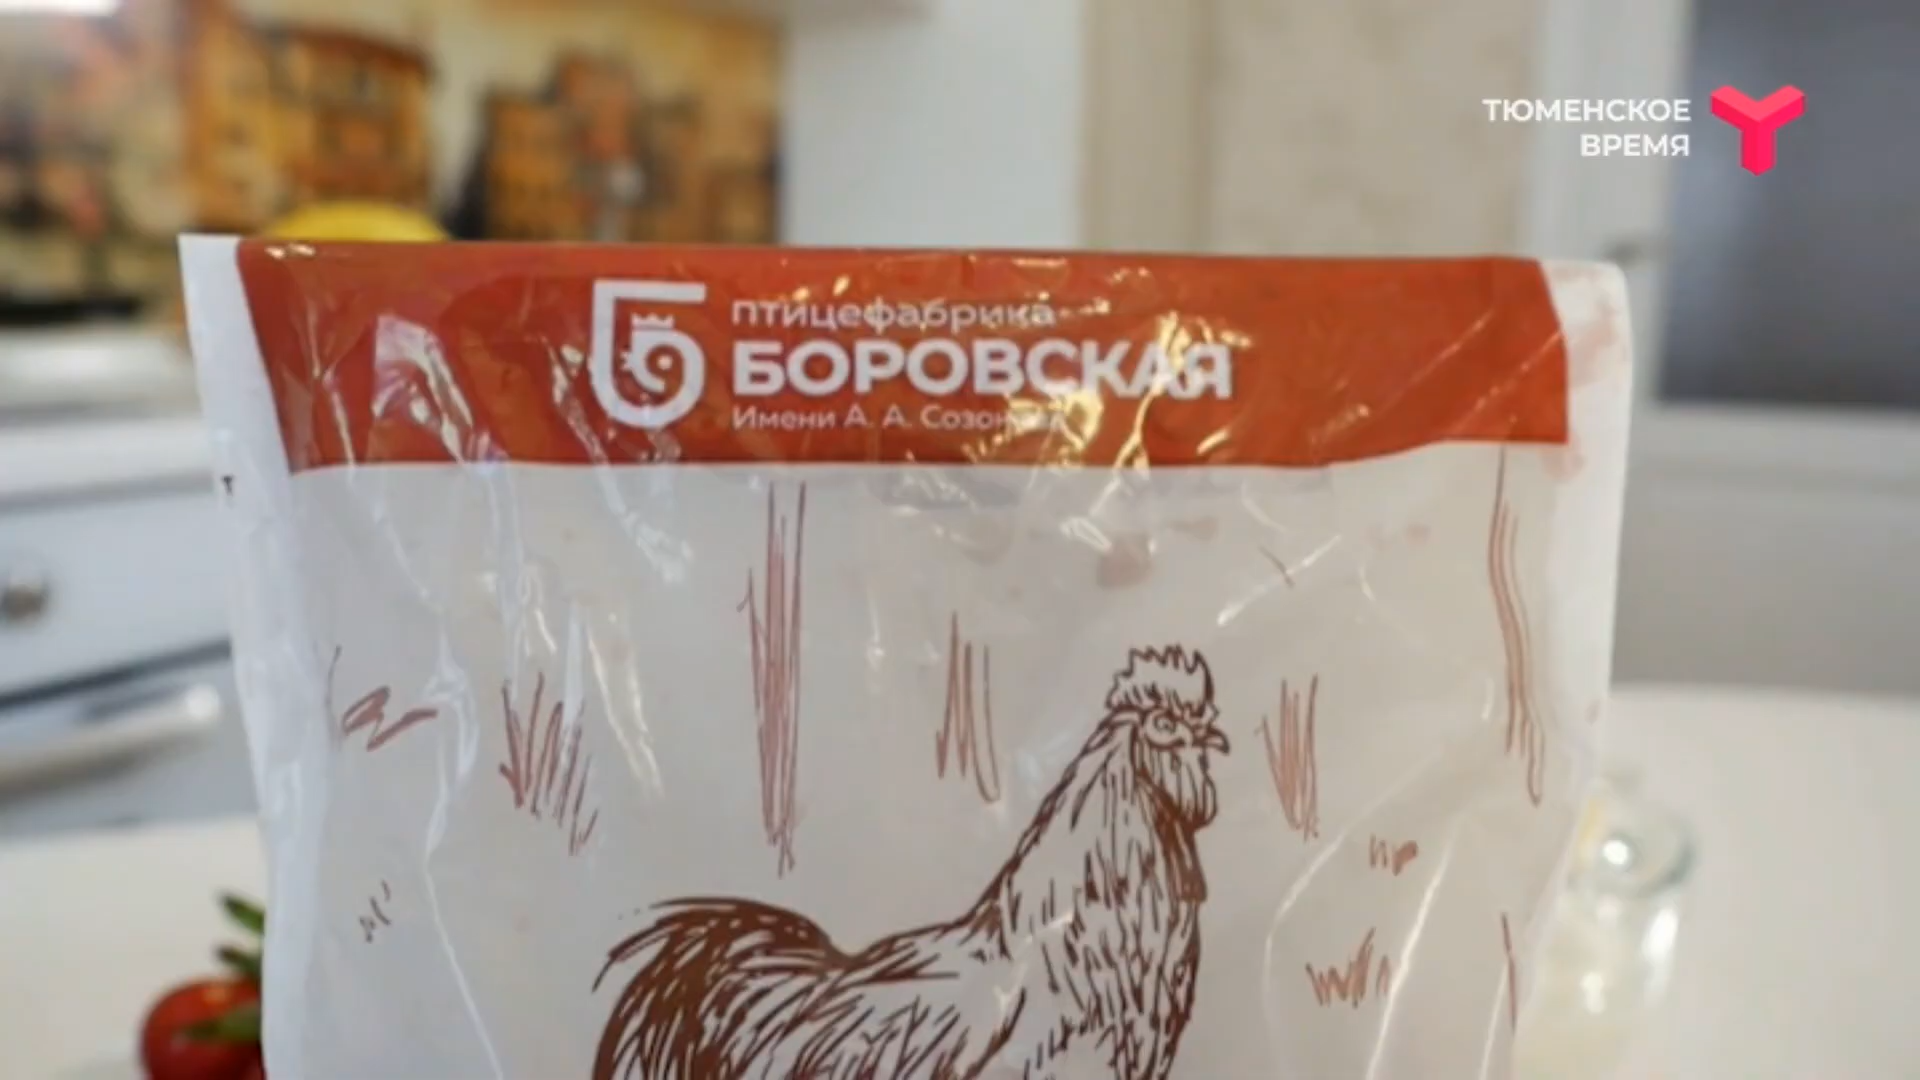 ТЮМЕНСКОЕ
ВРЕМЯ
птицефабрика
БОРОВСКАЯ
Имени А. А.